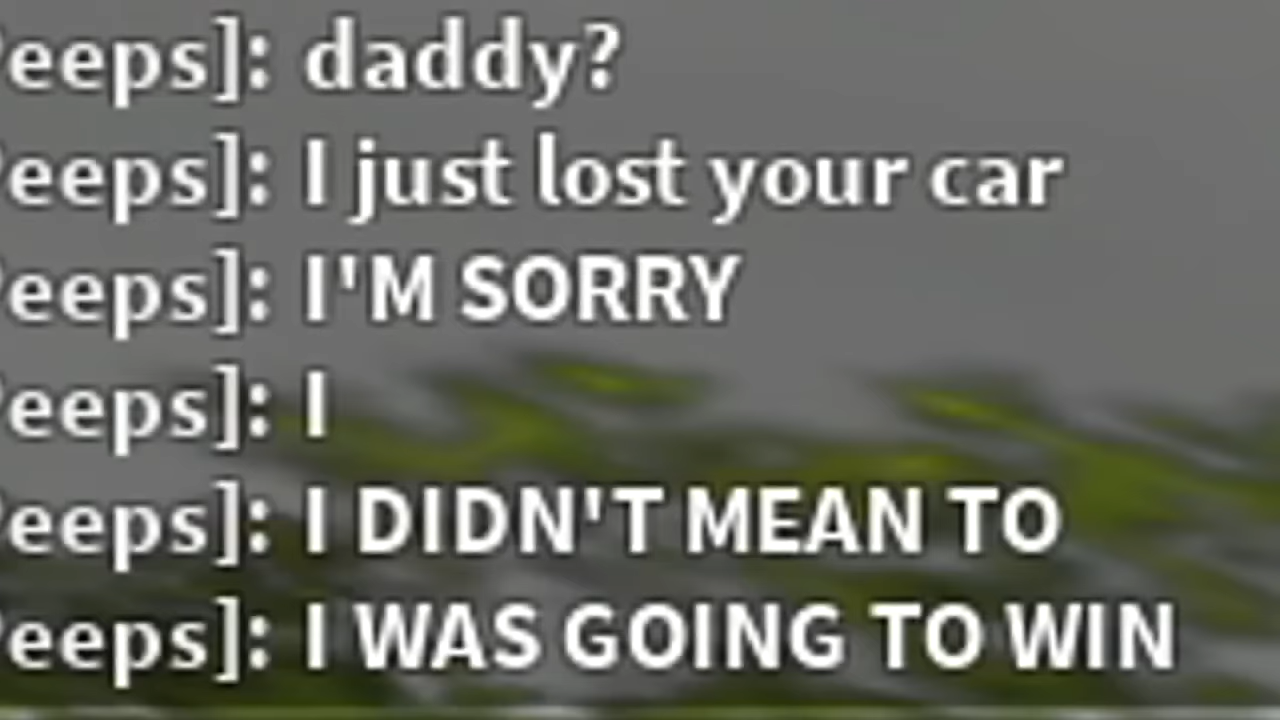 eeps]: daddy?
eeps]: I just lost your car
eeps]: I'M SORRY
eeps]: I
eeps]: I DIDN'T MEAN TO
eeps]: I WAS GOING TO WIN